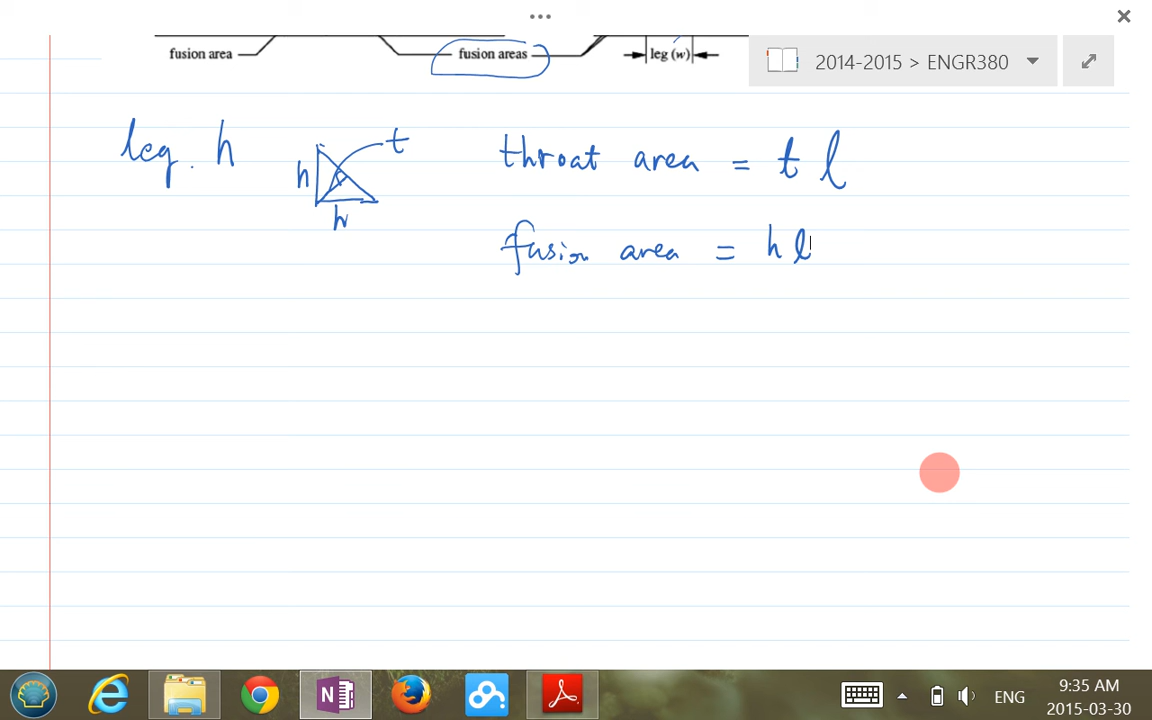 fusion area fusion areas leg (w)
2014-2015 > ENGR380
leg. h h t h
throat area = t l
fusion area = h l
ENG
9:35 AM
2015-03-30